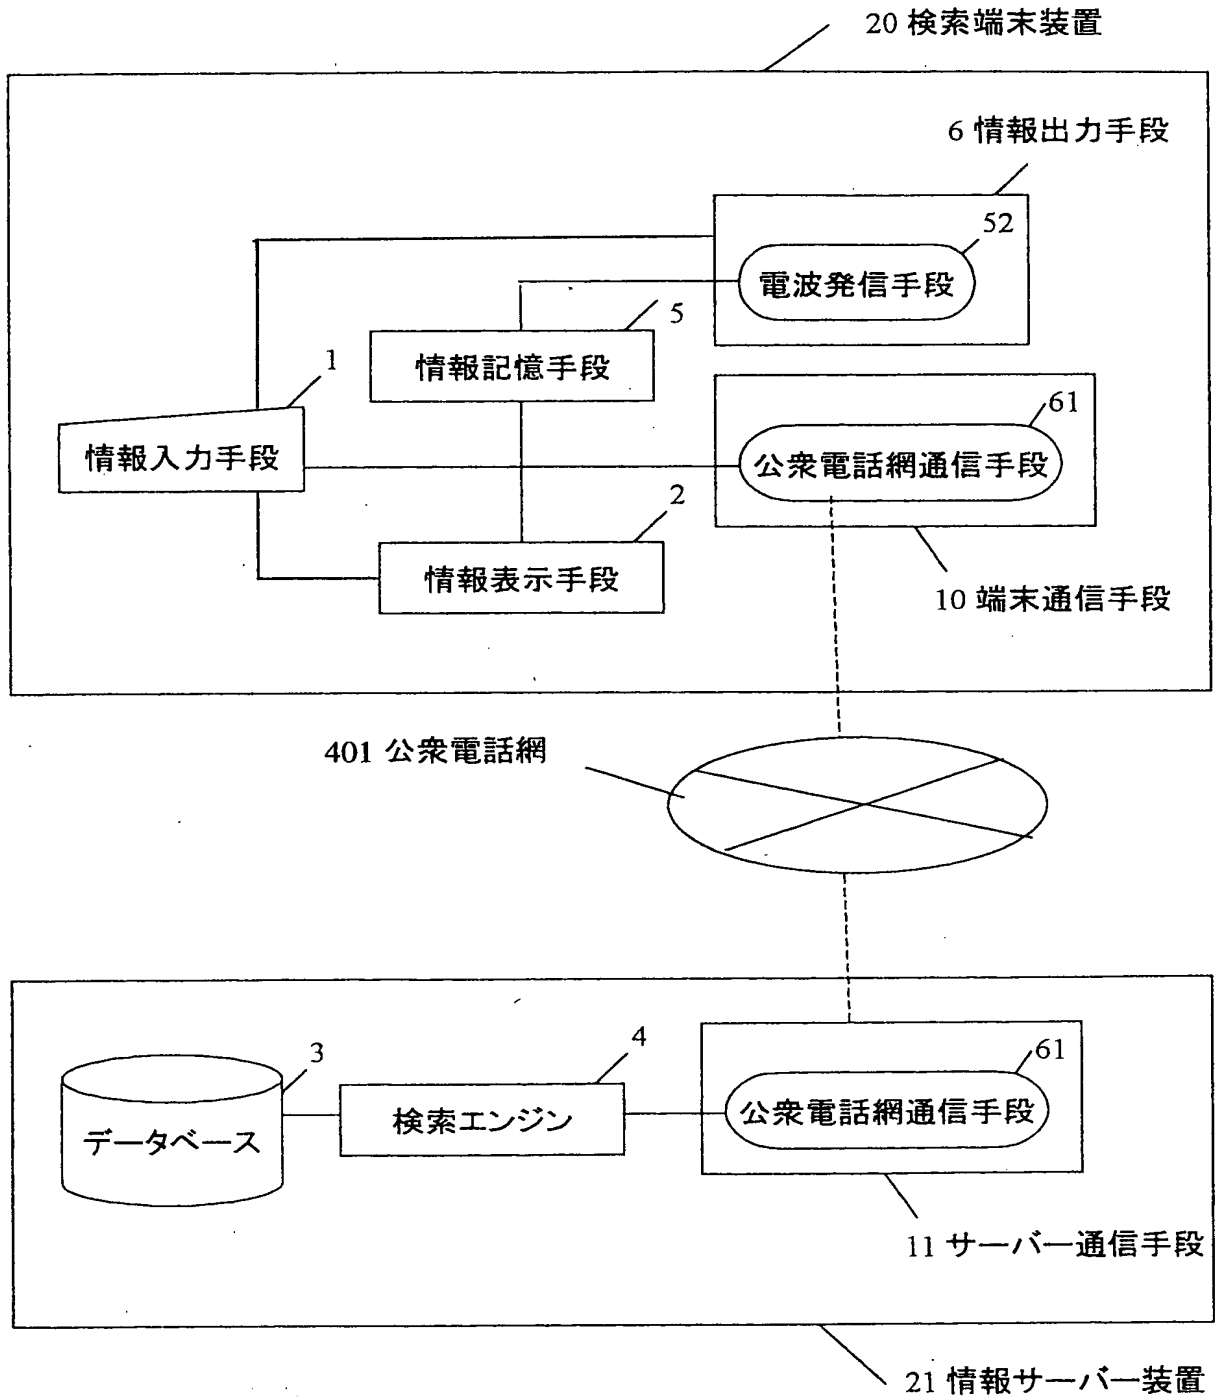 20 検索端末装置
6 情報出力手段
52
電波発信手段
5
情報記憶手段
1
情報入力手段
61
公衆電話網通信手段
2
情報表示手段
10 端末通信手段
401 公衆電話網
3
データベース
4
検索エンジン
61
公衆電話網通信手段
11 サーバー通信手段
21 情報サーバー装置